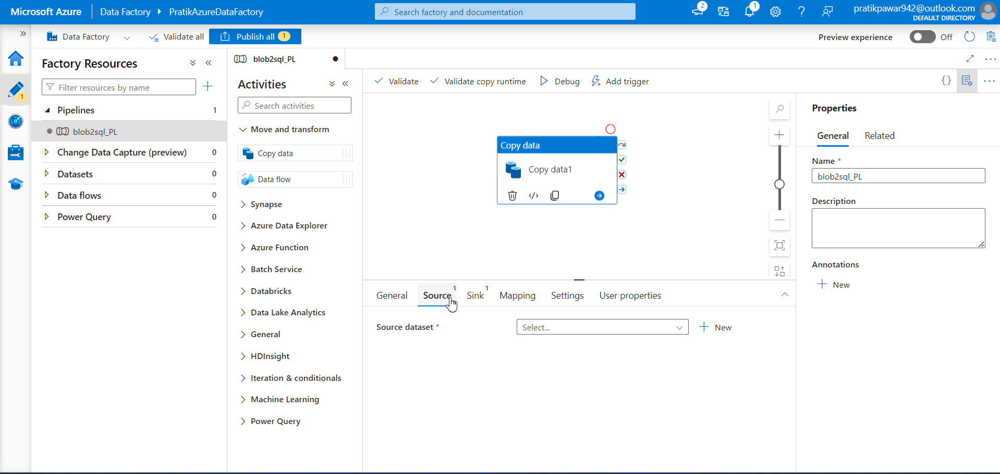 Microsoft Azure
Data Factory
PratikAzureDataFactory
Search factory and documentation
2
1
pratikpawar942@outlook.com
DEFAULT DIRECTORY
Data Factory
Validate all
Publish all 1
Preview experience
Off
1
Factory Resources
Filter resources by name
Pipelines 1
blob2sql_PL
Change Data Capture (preview) 0
Datasets 0
Data flows 0
Power Query 0
blob2sql_PL
Activities
Search activities
Move and transform
Copy data
Data flow
Synapse
Azure Data Explorer
Azure Function
Batch Service
Databricks
Data Lake Analytics
General
HDInsight
Iteration & conditionals
Machine Learning
Power Query
Validate
Validate copy runtime
Debug
Add trigger
{}
Copy data
Copy data1
General
Source 1
Sink 1
Mapping
Settings
User properties
Source dataset *
Select...
New
Properties
General
Related
Name *
blob2sql_PL
Description
Annotations
New